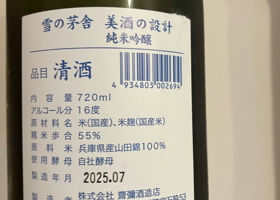 雪の茅舎 美酒の設計
純米吟醸
品目 清酒
4 934803 002694
内容量 720ml
アルコール分 16度
原材料名 米(国産)、米麹(国産米)
精米歩合 55%
原料米 兵庫県産山田錦100%
使用酵母 自社酵母
製造年月 2025.07
株式会社 齋彌酒造店